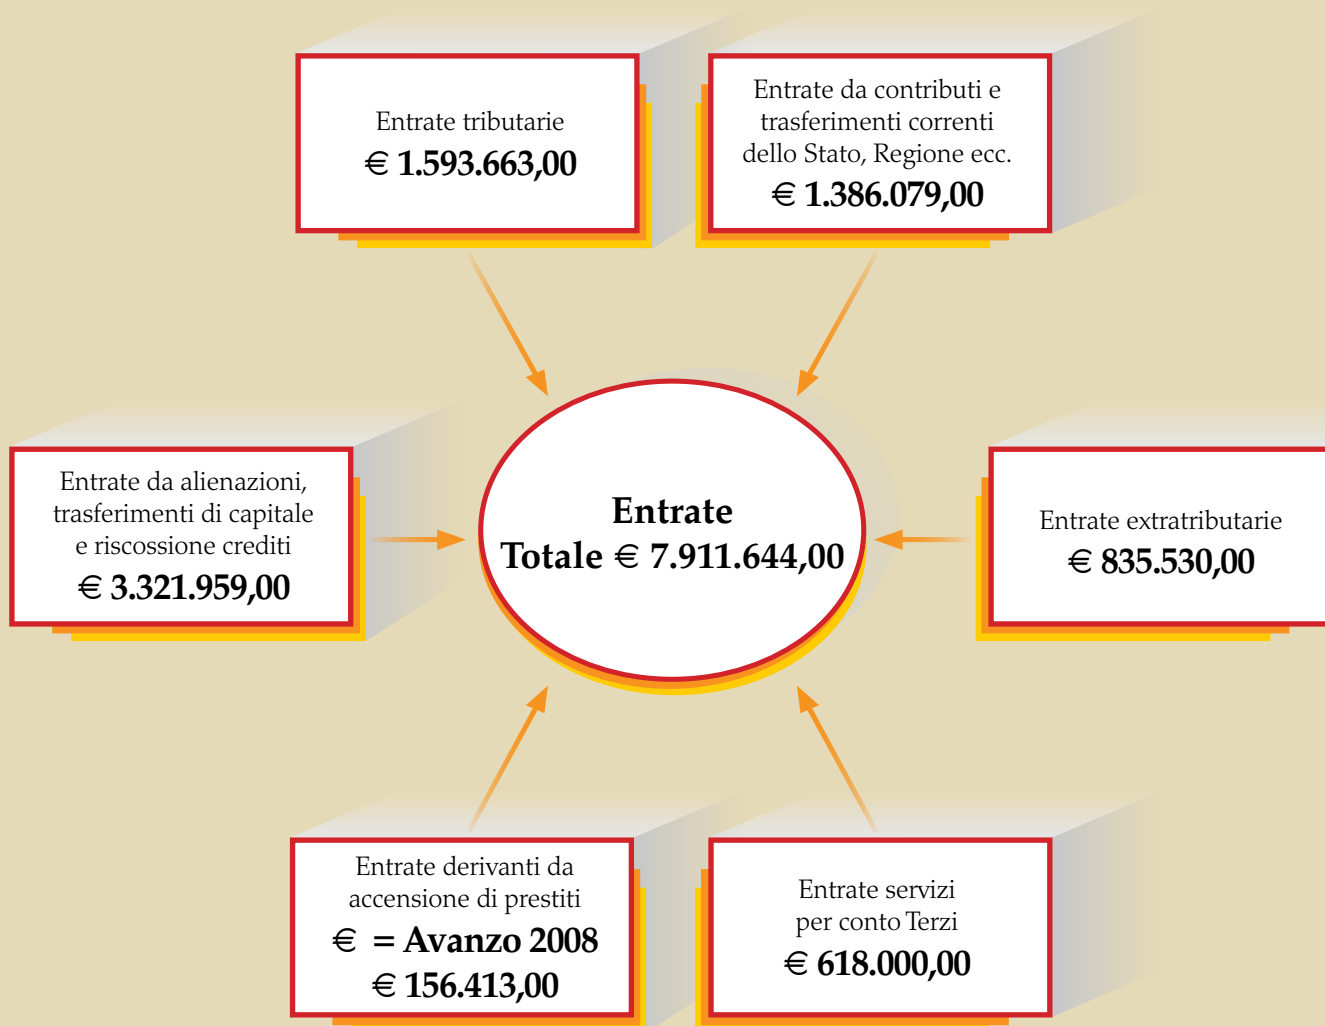 Entrate tributarie
€ 1.593.663,00
Entrate da contributi e
trasferimenti correnti
dello Stato, Regione ecc.
€ 1.386.079,00
Entrate da alienazioni,
trasferimenti di capitale
e riscossione crediti
€ 3.321.959,00
Entrate
Totale € 7.911.644,00
Entrate extratributarie
€ 835.530,00
Entrate derivanti da
accensione di prestiti
€ = Avanzo 2008
€ 156.413,00
Entrate servizi
per conto Terzi
€ 618.000,00